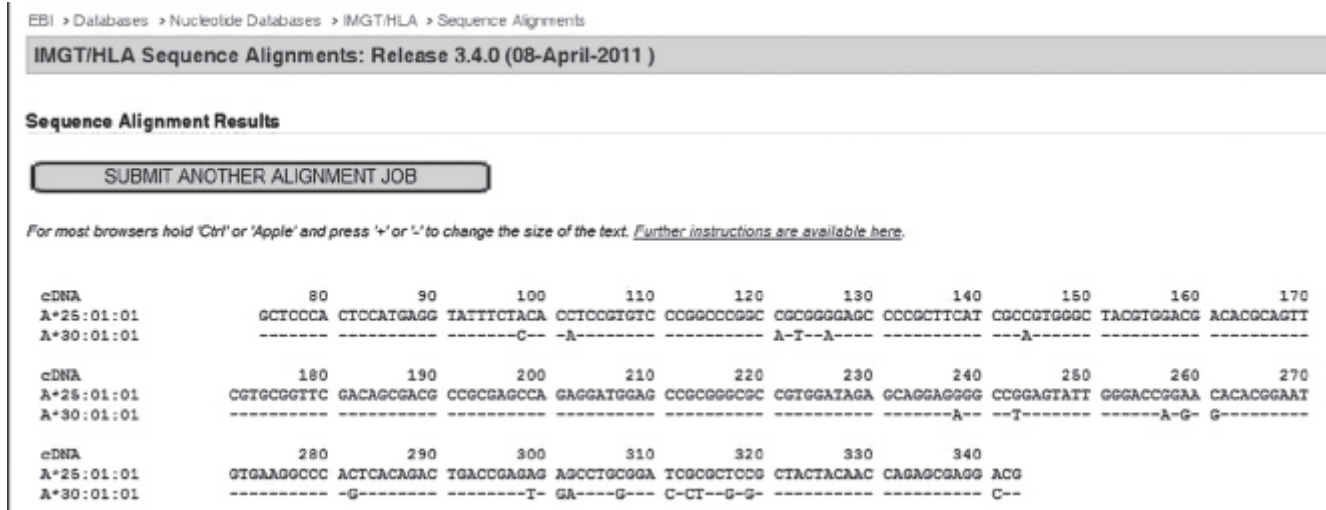 EBI > Databases > Nucleotide Databases > IMGT/HLA > Sequence Alignments
IMGT/HLA Sequence Alignments: Release 3.4.0 (08-April-2011 )
Sequence Alignment Results
SUBMIT ANOTHER ALIGNMENT JOB
For most browsers hold 'Ctrl' or 'Apple' and press '+' or '-' to change the size of the text. Further instructions are available here.
cDNA 80 90 100 110 120 130 140 150 160 170
A*25:01:01 GCTCCCA CTCCATGAGG TATTTCTACA CCTCCGTGTC CCGGCCCGGC CGCGGGGAGC CCCGCTTCAT CGCCGTGGGC TACGTGGACG ACACGCAGTT
A*30:01:01 ------- ---------- -------C-- -A-------- ---------- A-T--A---- ---------- ---A------ ---------- ----------
cDNA 180 190 200 210 220 230 240 250 260 270
A*25:01:01 CGTGCGGTTC GACAGCGACG CCGCGAGCCA GAGGATGGAG CCGCGGGCGC CGTGGATAGA GCAGGAGGGG CCGGAGTATT GGGACCGGAA CACACGGAAT
A*30:01:01 ---------- ---------- ---------- ---------- ---------- ---------- -------A-- --T------- ------A-G- G---------
cDNA 280 290 300 310 320 330 340
A*25:01:01 GTGAAGGCCC ACTCACAGAC TGACCGAGAG AGCCTGCGGA TCGCGCTCCG CTACTACAAC CAGAGCGAGG ACG
A*30:01:01 ---------- -G-------- --------T- GA----G--- C-CT--G-G- ---------- ---------- C--